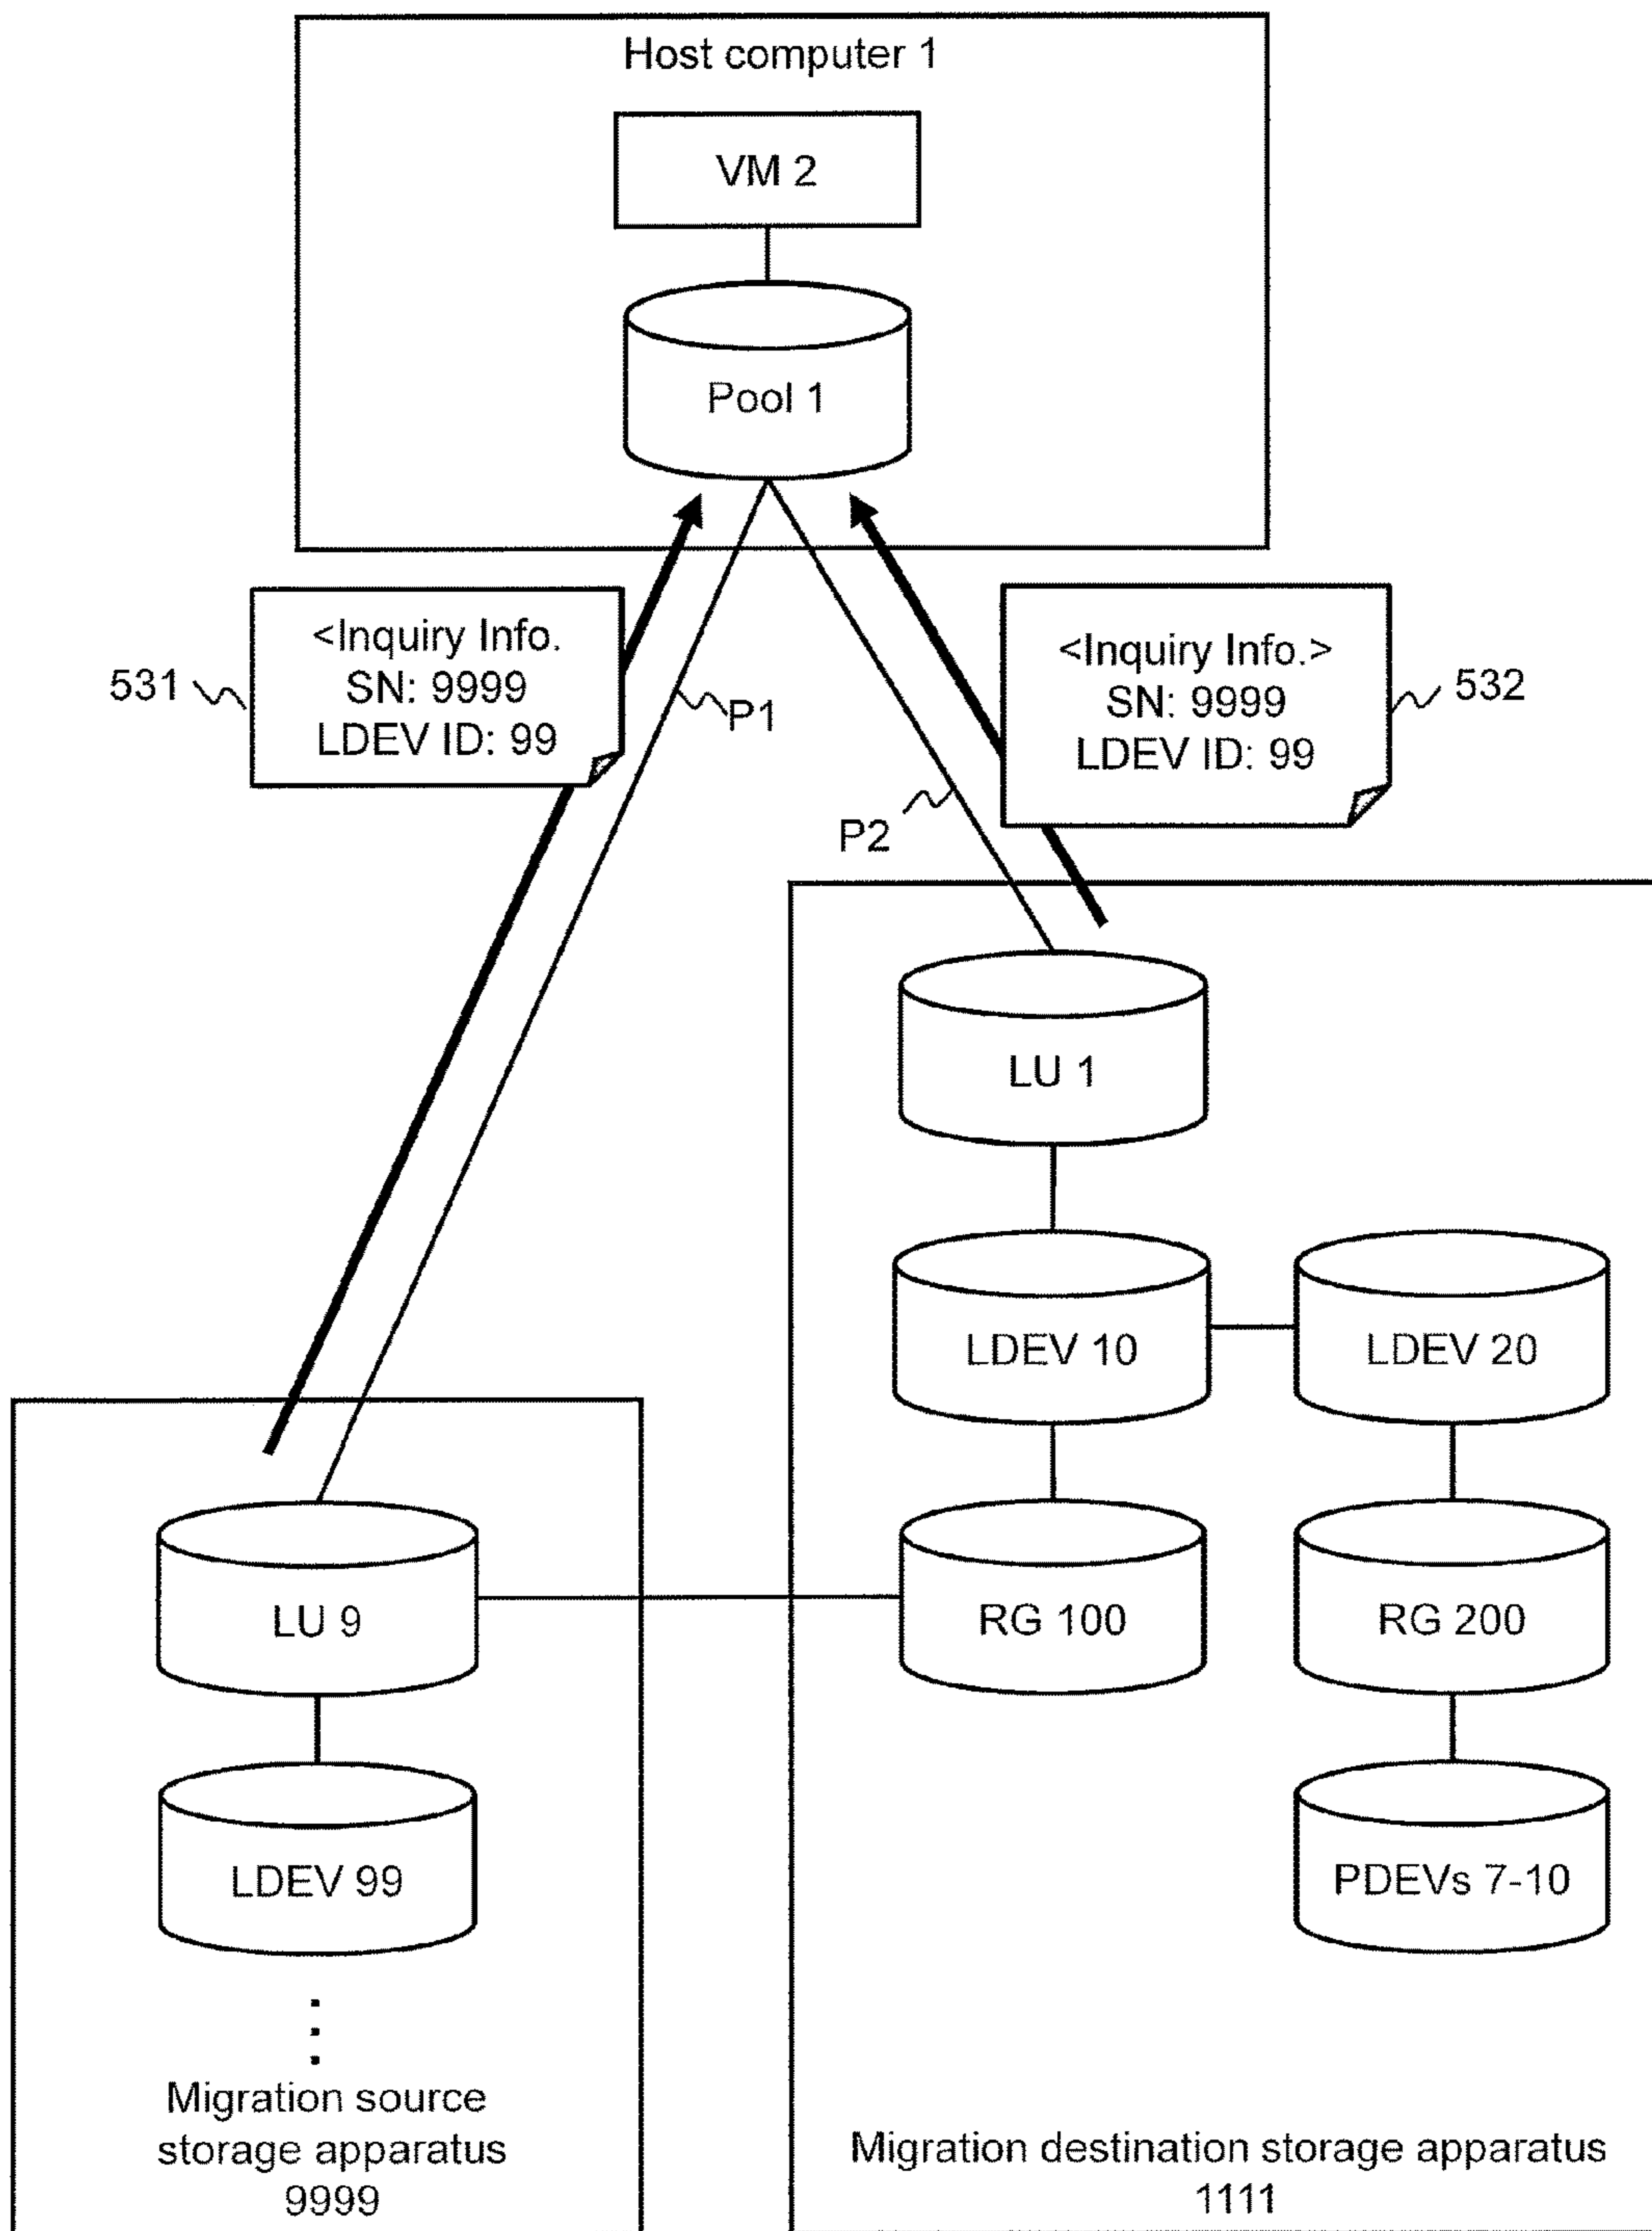 Host computer 1
VM 2
Pool 1
<Inquiry Info.
SN: 9999
LDEV ID: 99
531
P1
<Inquiry Info.>
SN: 9999
LDEV ID: 99
532
P2
LU 1
LDEV 10
LDEV 20
LU 9
RG 100
RG 200
LDEV 99
PDEVs 7-10
Migration source
storage apparatus
9999
Migration destination storage apparatus
1111